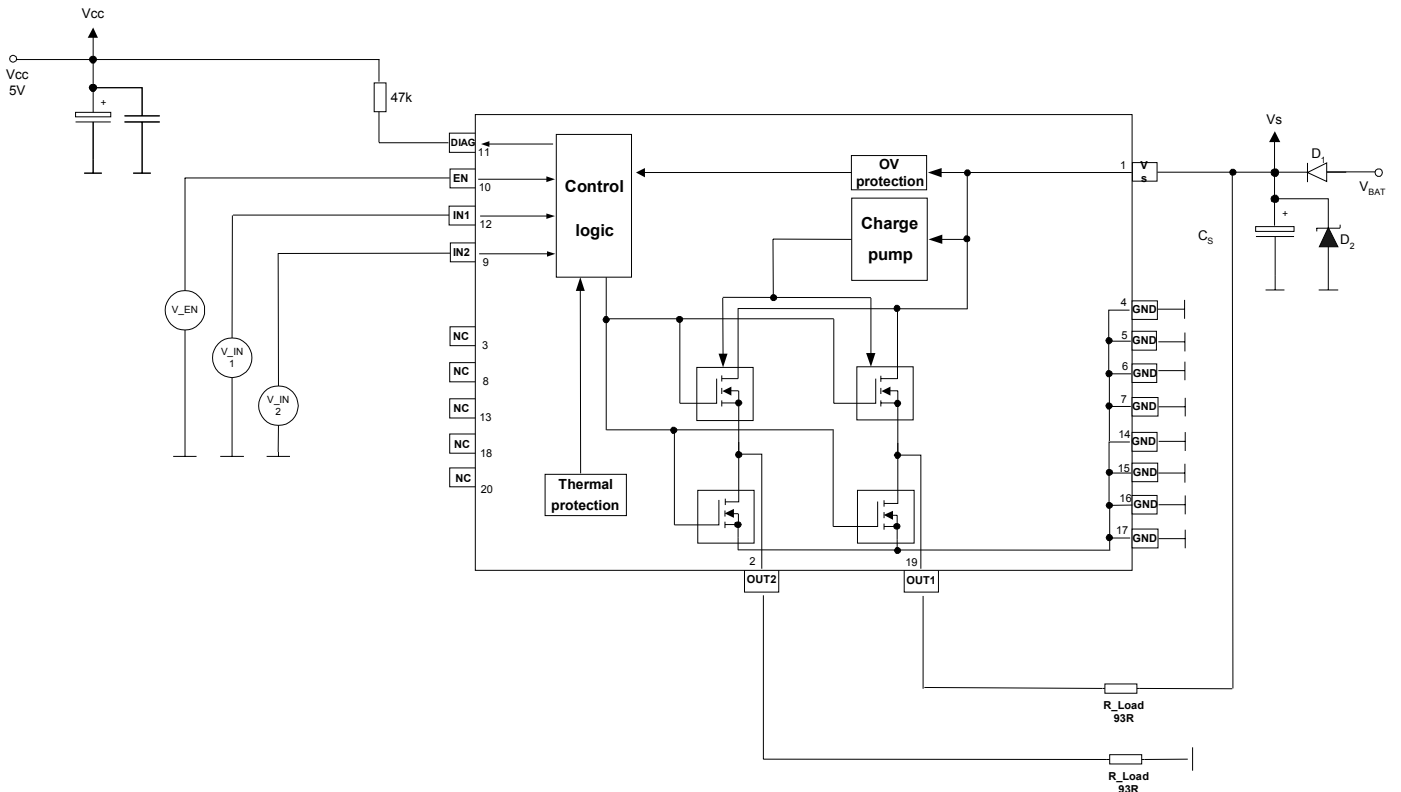 Vcc
Vcc
5V
+
47k
DIAG
11
EN
10
IN1
12
IN2
9
V_EN
V_IN
1
V_IN
2
NC
3
NC
8
NC
13
NC
18
NC
20
Control
logic
Thermal
protection
OV
protection
Charge
pump
1
V
s
Vs
D1
VBAT
+
CS
D2
4
GND
5
GND
6
GND
7
GND
14
GND
15
GND
16
GND
17
GND
2
OUT2
19
OUT1
R_Load
93R
R_Load
93R